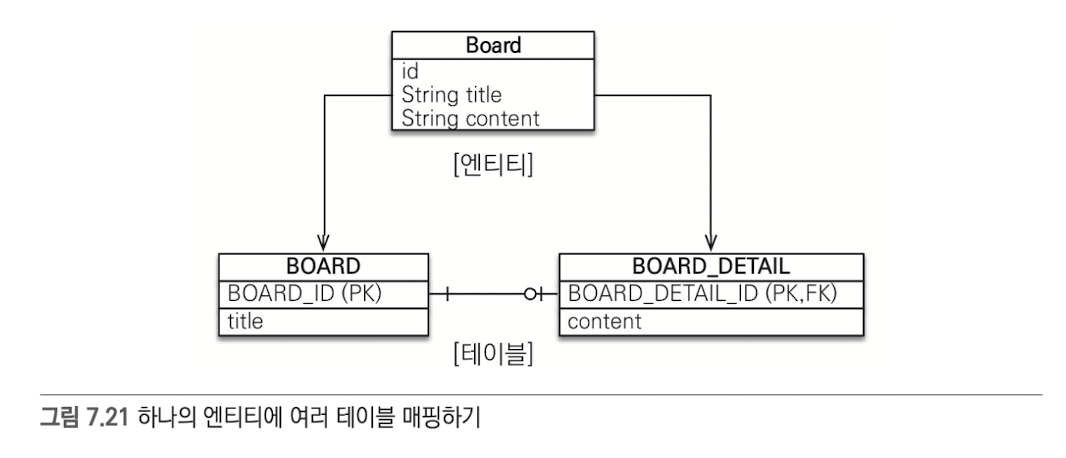 Board
id
String title
String content
[엔티티]
BOARD
BOARD_ID (PK)
title
BOARD_DETAIL
BOARD_DETAIL_ID (PK,FK)
content
[테이블]
그림 7.21 하나의 엔티티에 여러 테이블 매핑하기